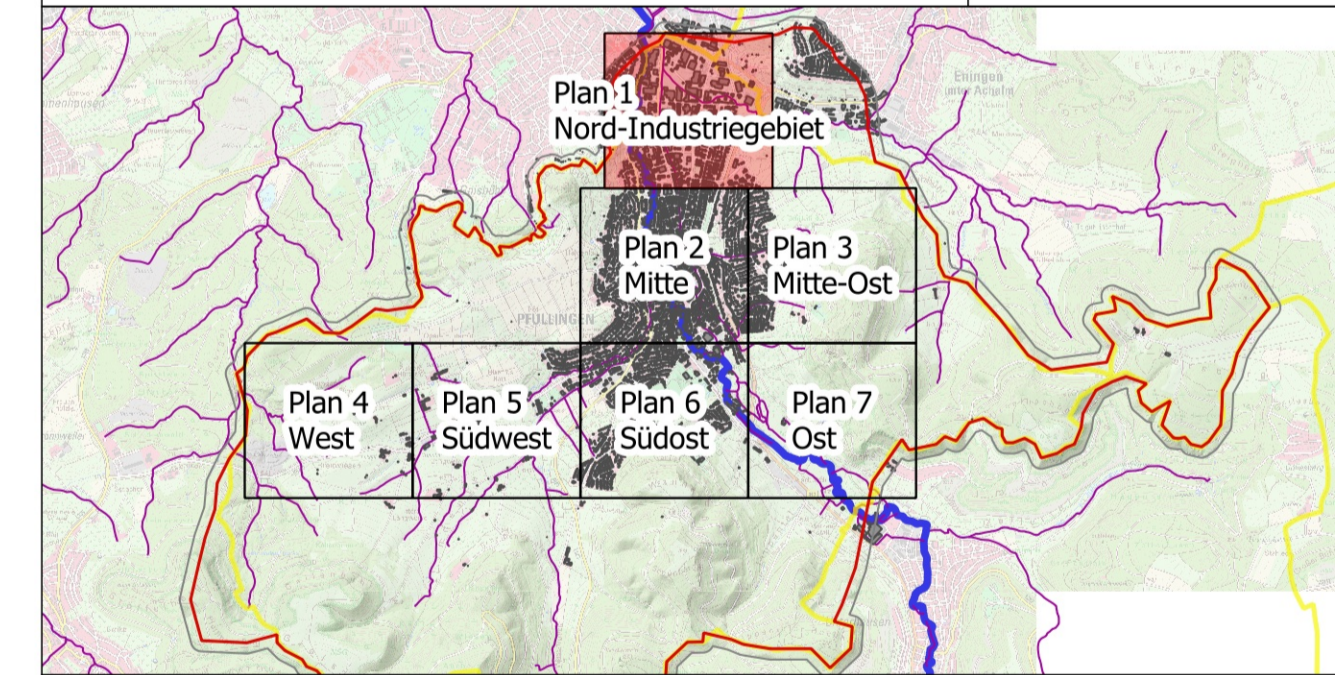 Eningen
unter Achalm
Plan 1
Nord-Industriegebiet
Plan 2
Mitte
Plan 3
Mitte-Ost
PFULLINGEN
Plan 4
West
Plan 5
Südwest
Plan 6
Südost
Plan 7
Ost